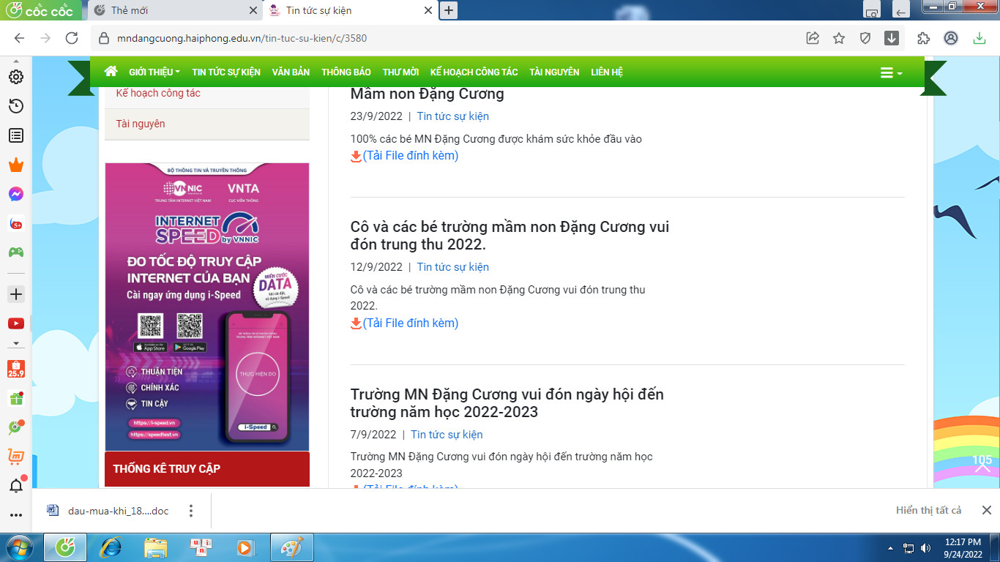 cốc cốc
Thẻ mới
Tin tức sự kiện
mndangcuong.haiphong.edu.vn/tin-tuc-su-kien/c/3580
GIỚI THIỆU
TIN TỨC SỰ KIỆN
VĂN BẢN
THÔNG BÁO
THƯ MỜI
KẾ HOẠCH CÔNG TÁC
TÀI NGUYÊN
LIÊN HỆ
Kế hoạch công tác
Tài nguyên
BỘ THÔNG TIN VÀ TRUYỀN THÔNG
VNNIC
VNTA
TRUNG TÂM INTERNET VIỆT NAM
CỤC VIỄN THÔNG
INTERNET
SPEED by VNNIC
ĐO TỐC ĐỘ TRUY CẬP
INTERNET CỦA BẠN
Cài ngay ứng dụng i-Speed
MIỄN CƯỚC
DATA
khi cài đặt,
sử dụng i-Speed
App Store
Google Play
THUẬN TIỆN
CHÍNH XÁC
TIN CẬY
THỰC HIỆN ĐO
https://i-speed.vn
https://speedtest.vn
i-Speed
THỐNG KÊ TRUY CẬP
Mầm non Đặng Cương
23/9/2022 | Tin tức sự kiện
100% các bé MN Đặng Cương được khám sức khỏe đầu vào
(Tải File đính kèm)
Cô và các bé trường mầm non Đặng Cương vui
đón trung thu 2022.
12/9/2022 | Tin tức sự kiện
Cô và các bé trường mầm non Đặng Cương vui đón trung thu
2022.
(Tải File đính kèm)
Trường MN Đặng Cương vui đón ngày hội đến
trường năm học 2022-2023
7/9/2022 | Tin tức sự kiện
Trường MN Đặng Cương vui đón ngày hội đến trường năm học
2022-2023
(Tải File đính kèm)
105
5+
25.9
dau-mua-khi_18....doc
Hiển thị tất cả
12:17 PM
9/24/2022